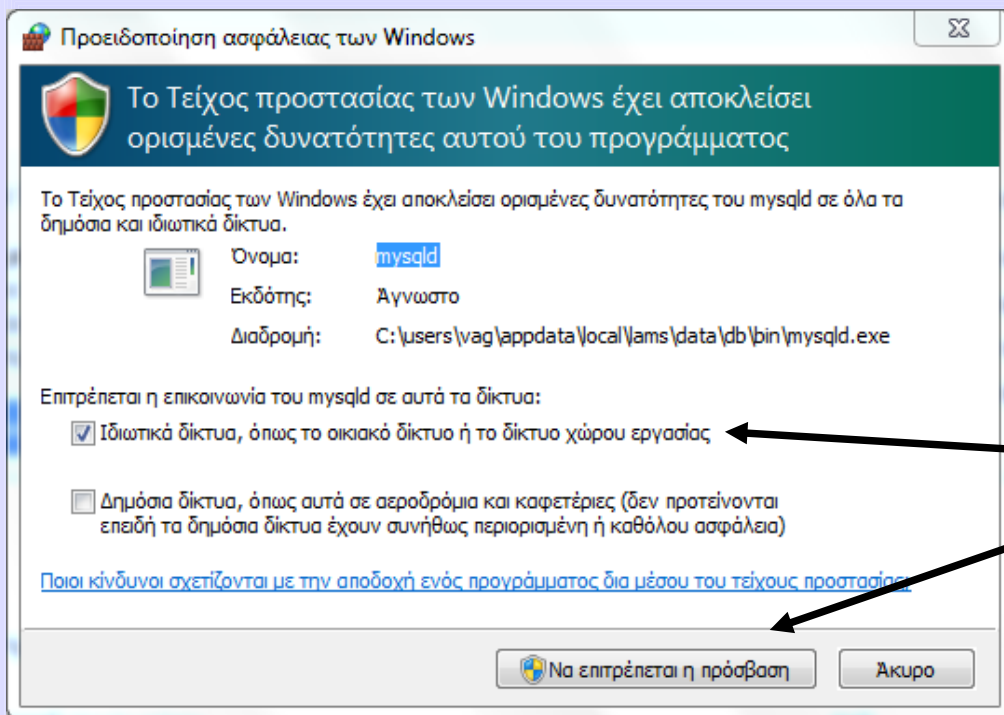 Προειδοποίηση ασφάλειας των Windows
Το Τείχος προστασίας των Windows έχει αποκλείσει
ορισμένες δυνατότητες αυτού του προγράμματος
Το Τείχος προστασίας των Windows έχει αποκλείσει ορισμένες δυνατότητες του mysqld σε όλα τα
δημόσια και ιδιωτικά δίκτυα.
Όνομα: mysqld
Εκδότης: Άγνωστο
Διαδρομή: C:\users\vag\appdata\local\lams\data\db\bin\mysqld.exe
Επιτρέπεται η επικοινωνία του mysqld σε αυτά τα δίκτυα:
Ιδιωτικά δίκτυα, όπως το οικιακό δίκτυο ή το δίκτυο χώρου εργασίας
Δημόσια δίκτυα, όπως αυτά σε αεροδρόμια και καφετέριες (δεν προτείνονται
επειδή τα δημόσια δίκτυα έχουν συνήθως περιορισμένη ή καθόλου ασφάλεια)
Ποιοι κίνδυνοι σχετίζονται με την αποδοχή ενός προγράμματος δια μέσου του τείχους προστασίας;
Να επιτρέπεται η πρόσβαση Άκυρο